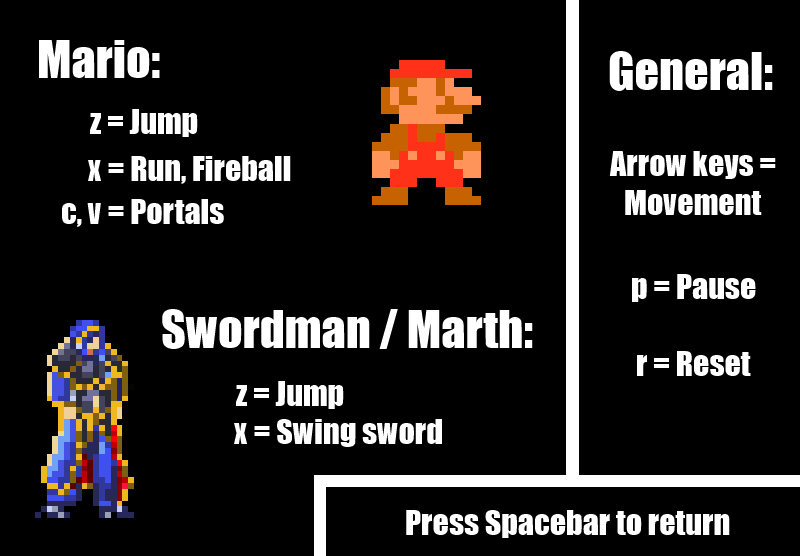 Mario:
z = Jump
x = Run, Fireball
c, v = Portals
Swordman / Marth:
z = Jump
x = Swing sword
General:
Arrow keys =
Movement
p = Pause
r = Reset
Press Spacebar to return